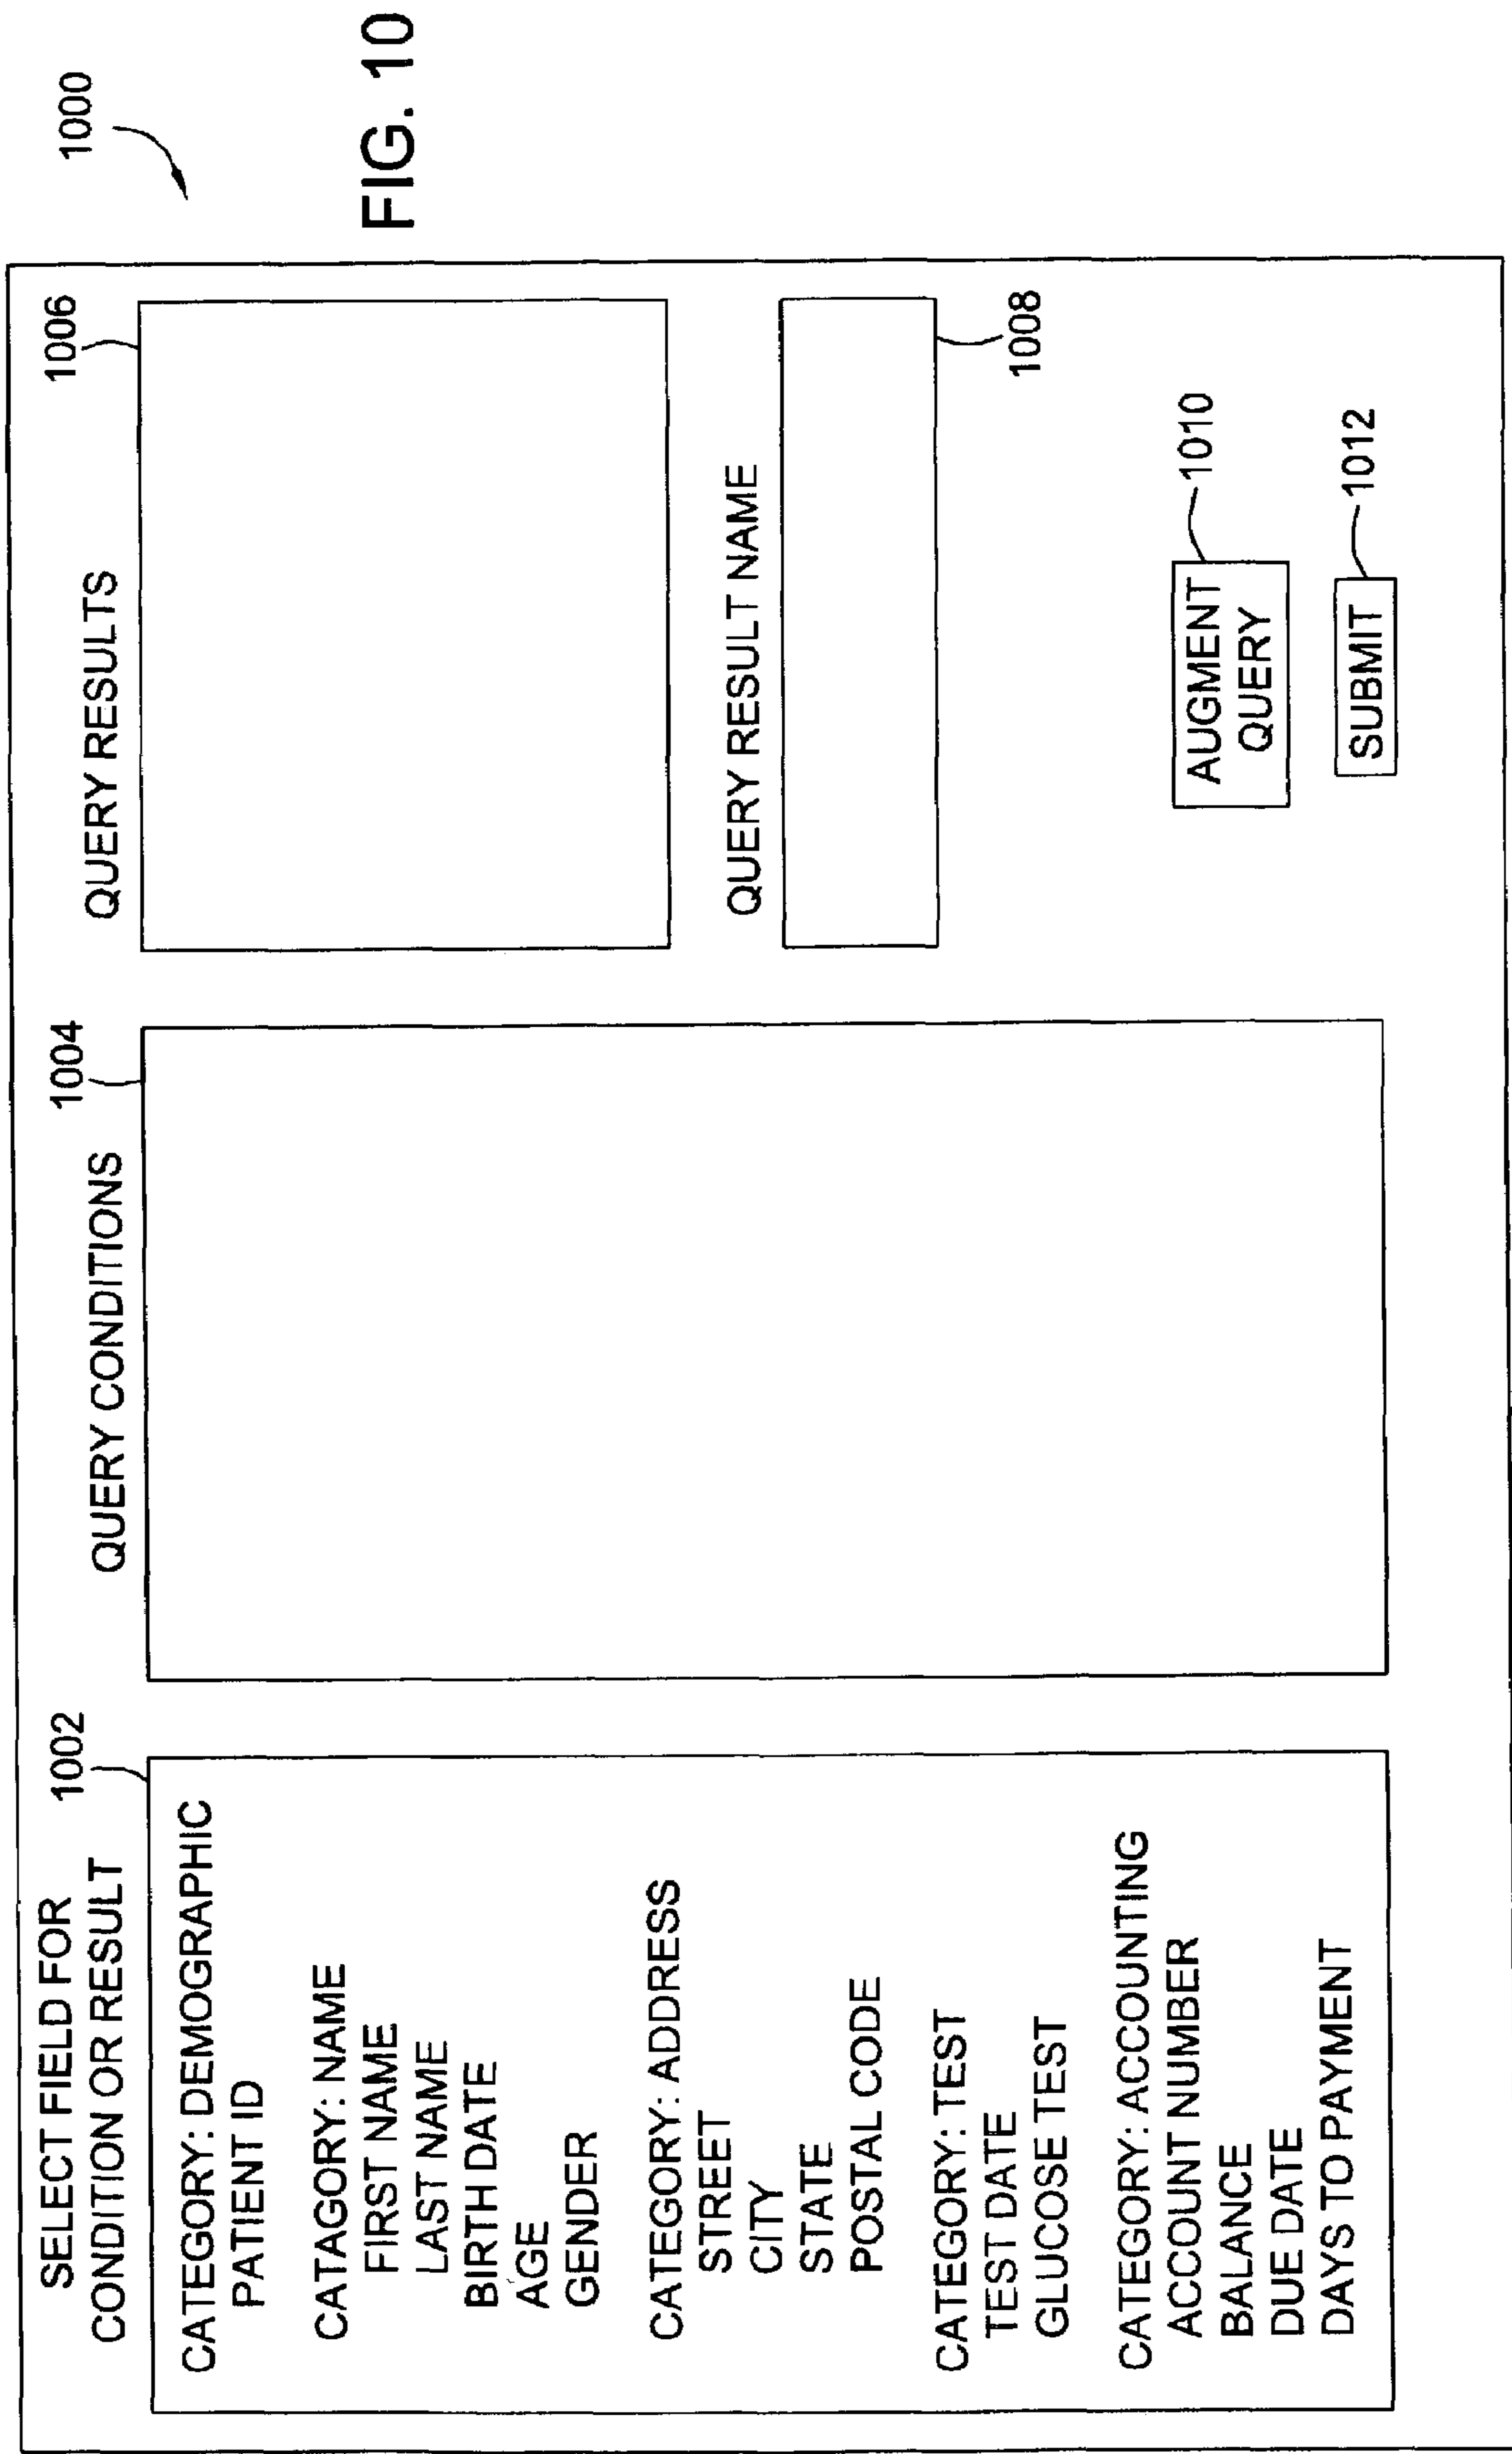 1000
FIG. 10
SELECT FIELD FOR
CONDITION OR RESULT
1002
CATEGORY: DEMOGRAPHIC
PATIENT ID
CATAGORY: NAME
FIRST NAME
LAST NAME
BIRTH DATE
AGE
GENDER
CATEGORY: ADDRESS
STREET
CITY
STATE
POSTAL CODE
CATEGORY: TEST
TEST DATE
GLUCOSE TEST
CATEGORY: ACCOUNTING
ACCOUNT NUMBER
BALANCE
DUE DATE
DAYS TO PAYMENT
QUERY CONDITIONS
1004
QUERY RESULTS
1006
QUERY RESULT NAME
1008
AUGMENT
QUERY
1010
SUBMIT
1012